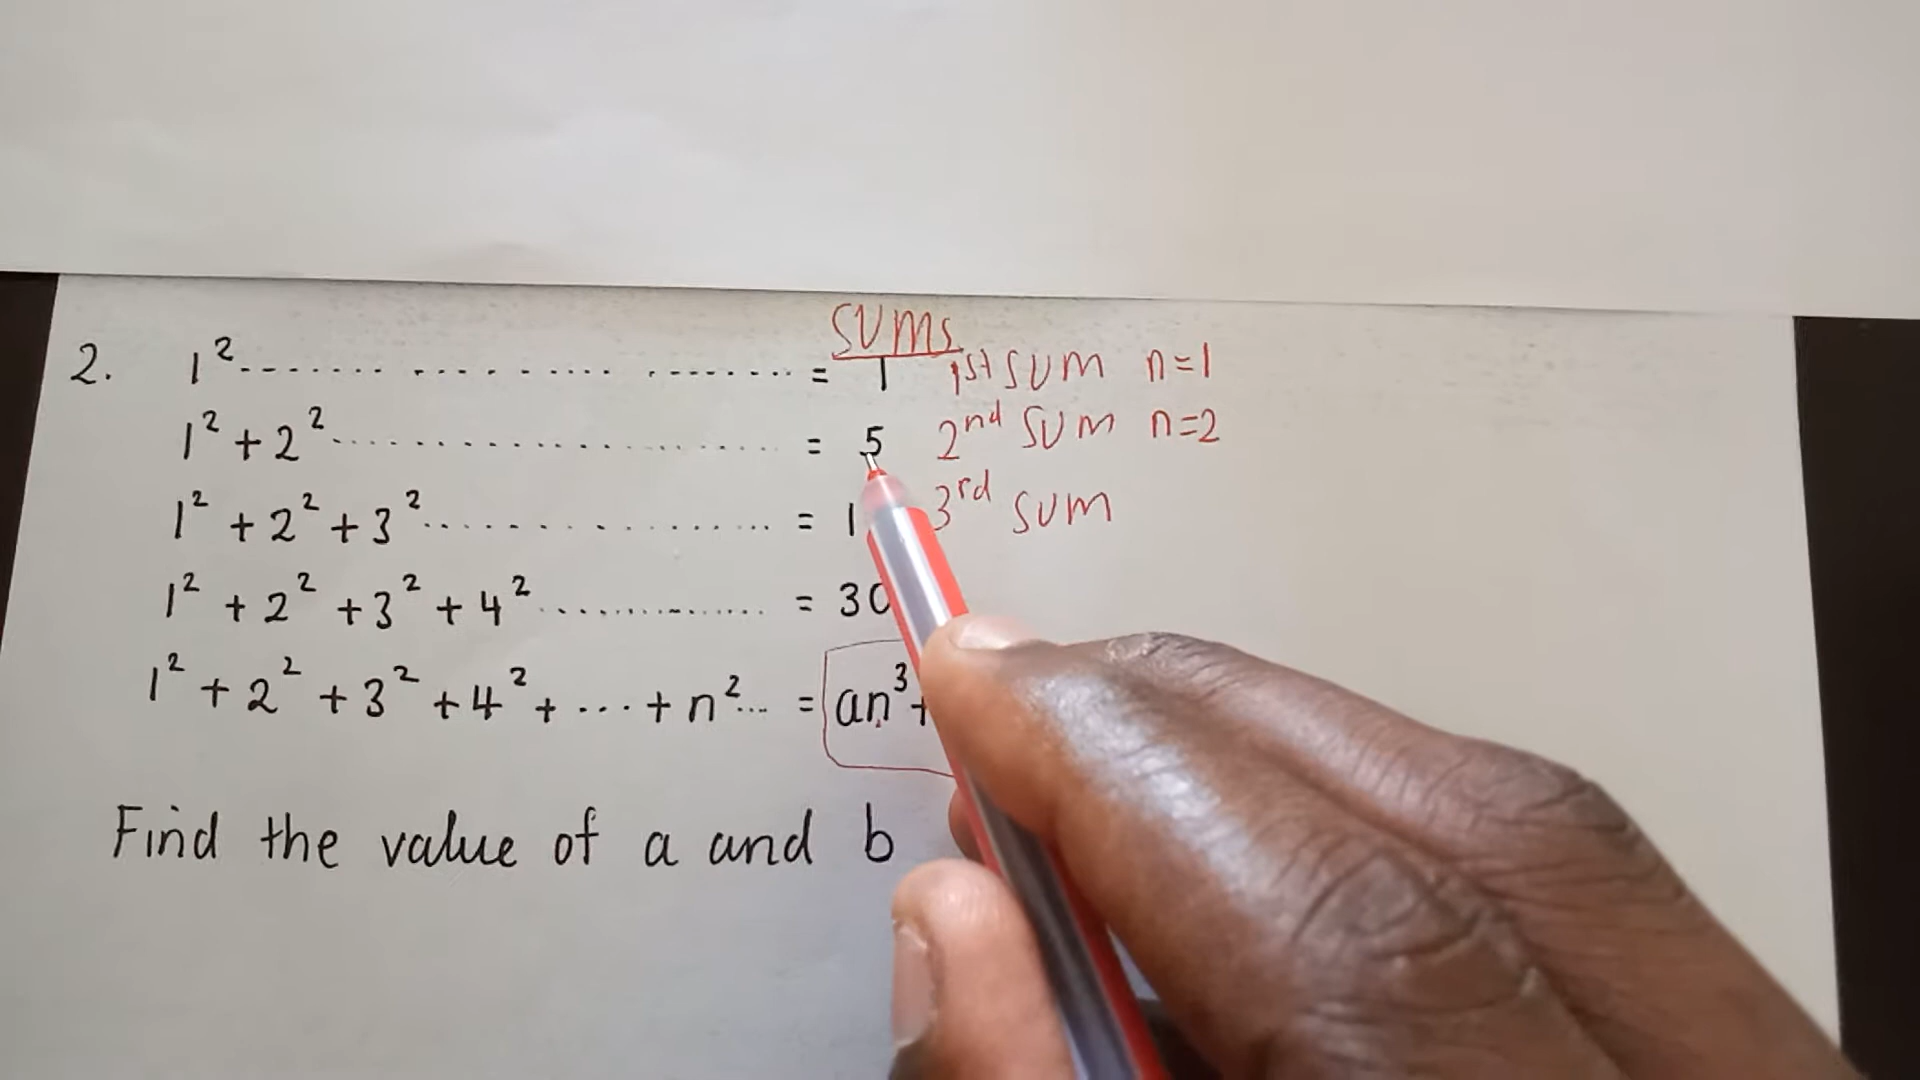 SUMS
2. 1² ... = 1 1st SUM n=1
1² + 2² ... = 5 2nd SUM n=2
1² + 2² + 3² ... = 1 3rd SUM
1² + 2² + 3² + 4² ... = 30
1² + 2² + 3² + 4² + ... + n² ... = an³ +
Find the value of a and b